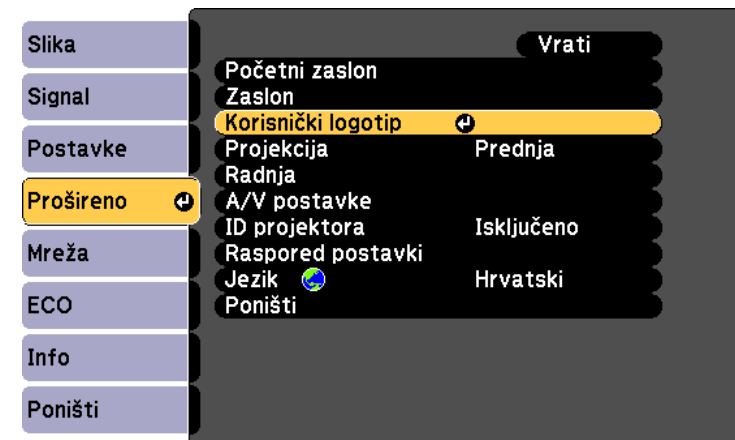 Slika
Signal
Postavke
Prošireno
Mreža
ECO
Info
Poništi
Vrati
Početni zaslon
Zaslon
Korisnički logotip
Projekcija Prednja
Radnja
A/V postavke
ID projektora Isključeno
Raspored postavki
Jezik Hrvatski
Poništi